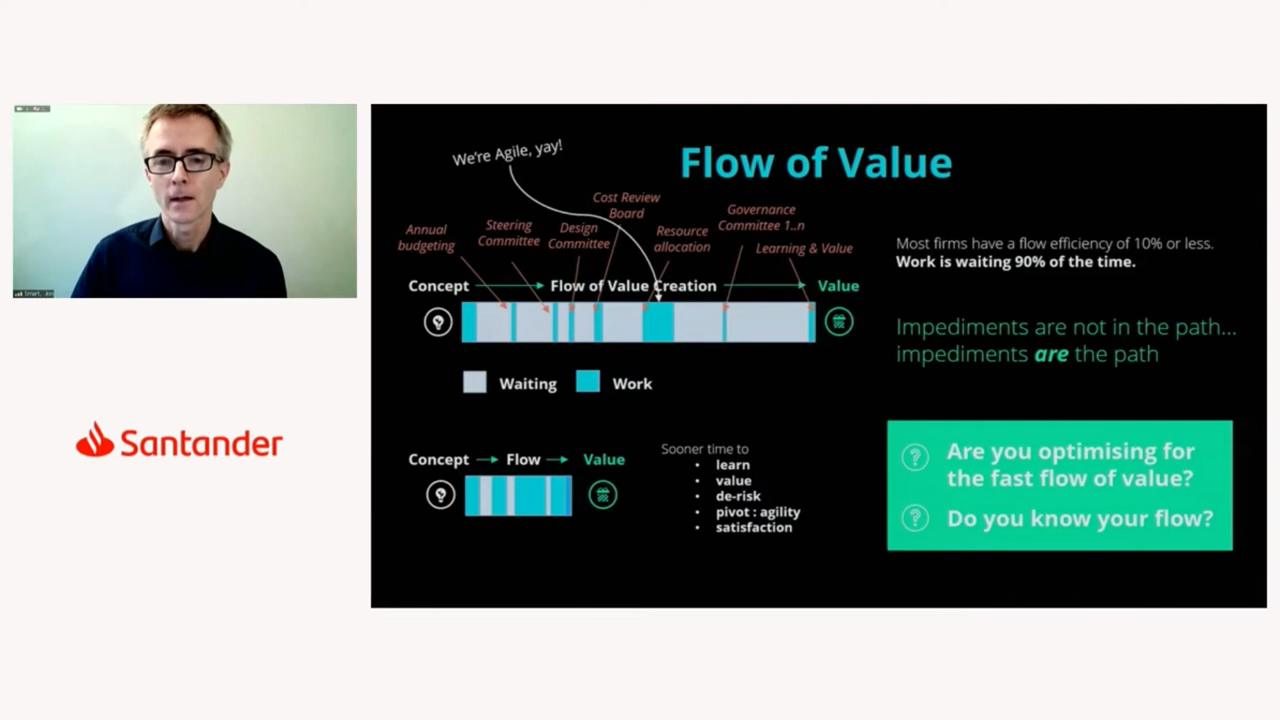 Smart, Jon
Santander
Flow of Value
We're Agile, yay!
Annual
budgeting
Steering
Committee
Design
Committee
Cost Review
Board
Resource
allocation
Governance
Committee 1..n
Learning & Value
Concept
Flow of Value Creation
Value
Waiting
Work
Concept
Flow
Value
Sooner time to
• learn
• value
• de-risk
• pivot : agility
• satisfaction
Most firms have a flow efficiency of 10% or less.
Work is waiting 90% of the time.
Impediments are not in the path...
impediments are the path
? Are you optimising for
the fast flow of value?
? Do you know your flow?